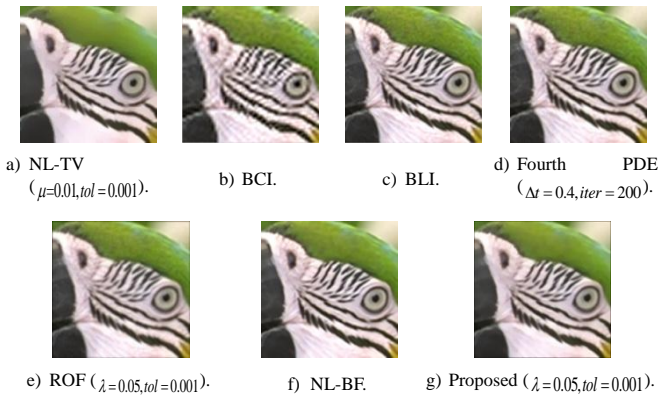 a) NL-TV
(μ=0.01,tol = 0.001).
b) BCI.
c) BLI.
d) Fourth PDE
(Δt = 0.4,iter = 200).
e) ROF (λ = 0.05,tol = 0.001).
f) NL-BF.
g) Proposed (λ = 0.05,tol = 0.001).